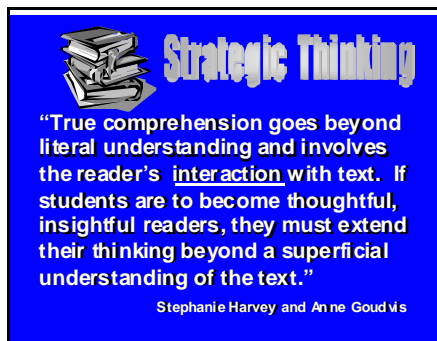 Strategic Thinking
“True comprehension goes beyond
literal understanding and involves
the reader’s interaction with text. If
students are to become thoughtful,
insightful readers, they must extend
their thinking beyond a superficial
understanding of the text.”
Stephanie Harvey and Anne Goudvis